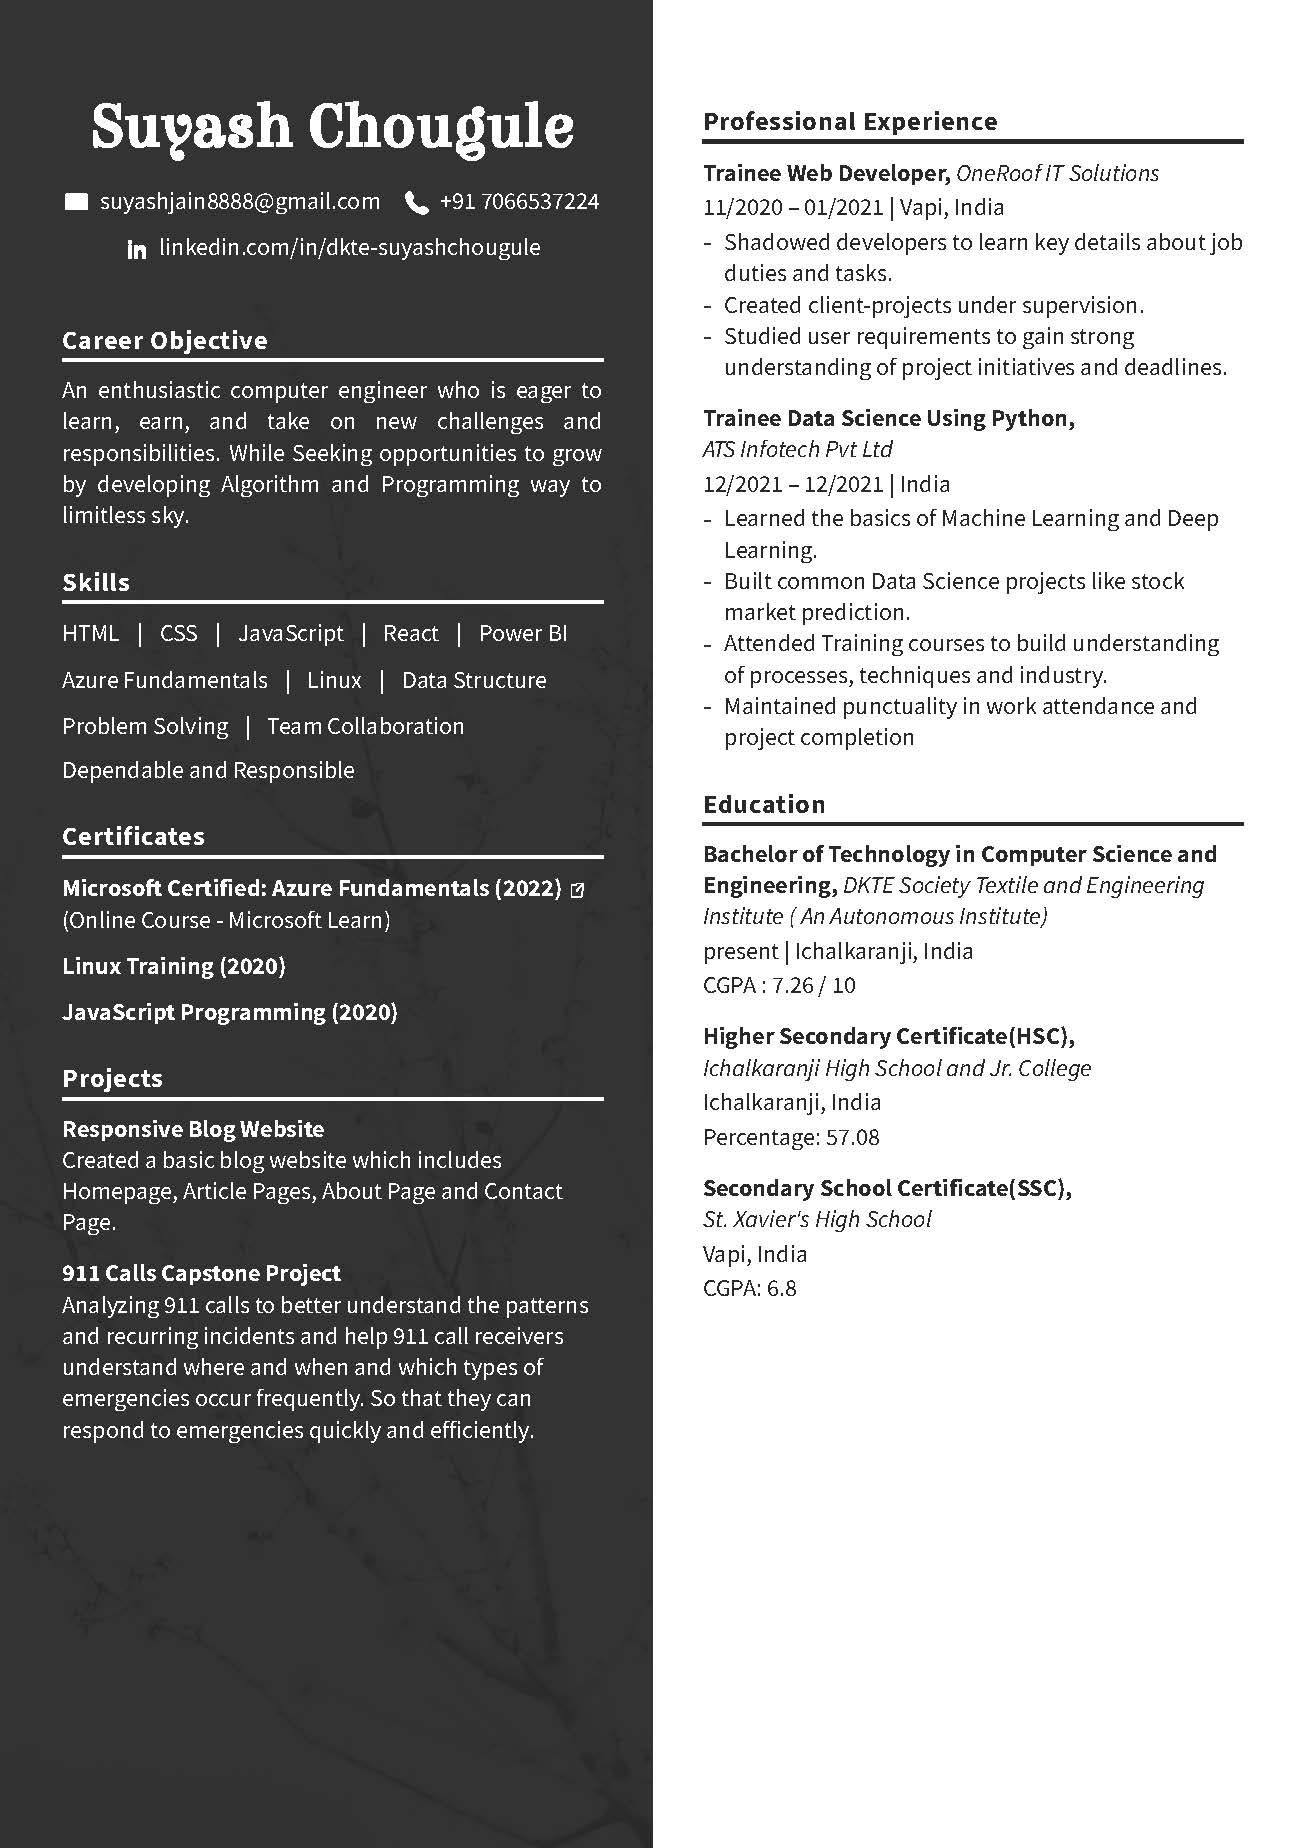 Suyash Chougule
suyashjain8888@gmail.com +91 7066537224
linkedin.com/in/dkte-suyashchougule
Career Objective
An enthusiastic computer engineer who is eager to
learn, earn, and take on new challenges and
responsibilities. While Seeking opportunities to grow
by developing Algorithm and Programming way to
limitless sky.
Skills
HTML | CSS | JavaScript | React | Power BI
Azure Fundamentals | Linux | Data Structure
Problem Solving | Team Collaboration
Dependable and Responsible
Certificates
Microsoft Certified: Azure Fundamentals (2022)
(Online Course - Microsoft Learn)
Linux Training (2020)
JavaScript Programming (2020)
Projects
Responsive Blog Website
Created a basic blog website which includes
Homepage, Article Pages, About Page and Contact
Page.
911 Calls Capstone Project
Analyzing 911 calls to better understand the patterns
and recurring incidents and help 911 call receivers
understand where and when and which types of
emergencies occur frequently. So that they can
respond to emergencies quickly and efficiently.
Professional Experience
Trainee Web Developer, OneRoof IT Solutions
11/2020 – 01/2021 | Vapi, India
- Shadowed developers to learn key details about job
duties and tasks.
- Created client-projects under supervision.
- Studied user requirements to gain strong
understanding of project initiatives and deadlines.
Trainee Data Science Using Python,
ATS Infotech Pvt Ltd
12/2021 – 12/2021 | India
- Learned the basics of Machine Learning and Deep
Learning.
- Built common Data Science projects like stock
market prediction.
- Attended Training courses to build understanding
of processes, techniques and industry.
- Maintained punctuality in work attendance and
project completion
Education
Bachelor of Technology in Computer Science and
Engineering, DKTE Society Textile and Engineering
Institute ( An Autonomous Institute)
present | Ichalkaranji, India
CGPA : 7.26 / 10
Higher Secondary Certificate(HSC),
Ichalkaranji High School and Jr. College
Ichalkaranji, India
Percentage: 57.08
Secondary School Certificate(SSC),
St. Xavier's High School
Vapi, India
CGPA: 6.8